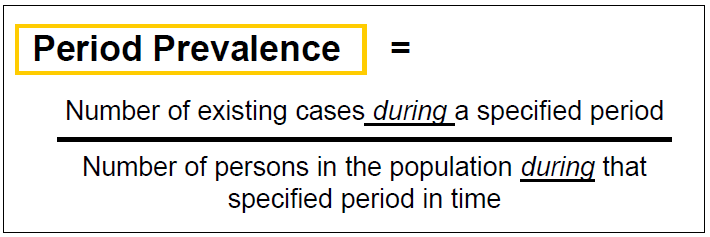 Period Prevalence =
Number of existing cases during a specified period
Number of persons in the population during that
specified period in time